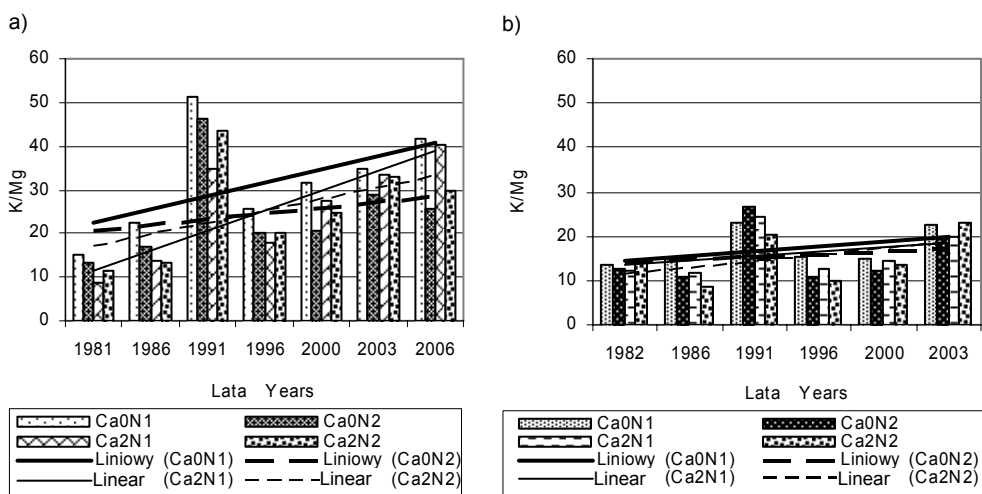 a)
K/Mg
60
50
40
30
20
10
0
1981 1986 1991 1996 2000 2003 2006
Lata Years
Ca0N1 Ca0N2
Ca2N1 Ca2N2
Liniowy (Ca0N1) Liniowy (Ca0N2)
Linear (Ca2N1) Linear (Ca2N2)
b)
K/Mg
60
50
40
30
20
10
0
1982 1986 1991 1996 2000 2003
Lata Years
Ca0N1 Ca0N2
Ca2N1 Ca2N2
Liniowy (Ca0N1) Liniowy (Ca0N2)
Linear (Ca2N1) Linear (Ca2N2)